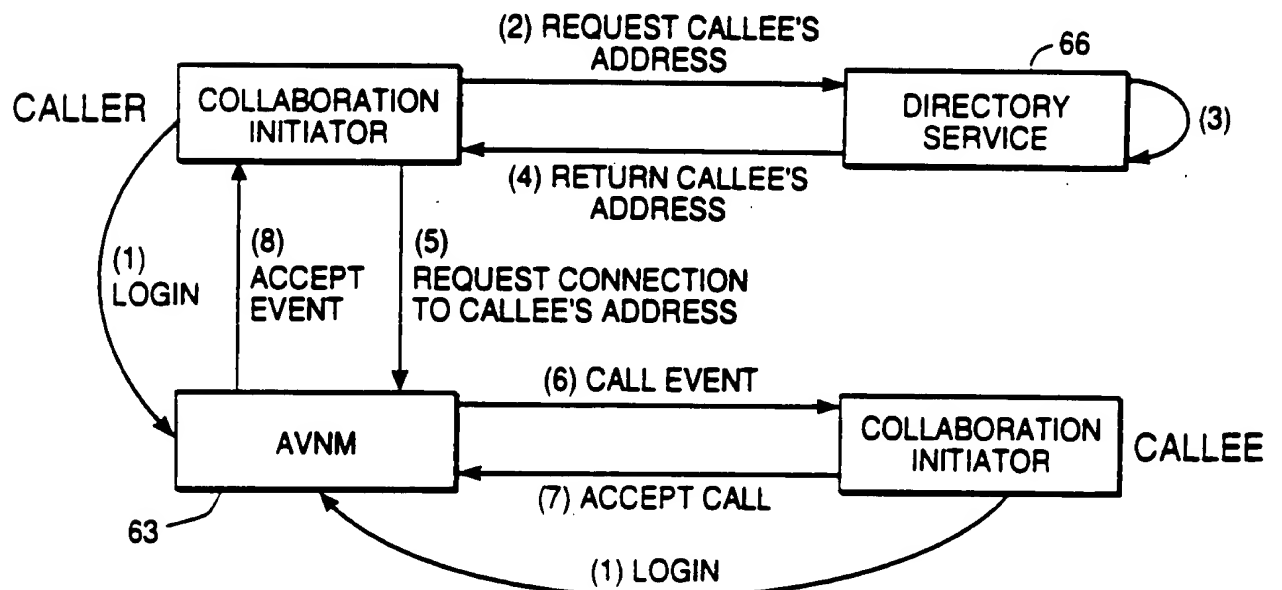 (2) REQUEST CALLEE'S
ADDRESS
66
CALLER
COLLABORATION
INITIATOR
DIRECTORY
SERVICE
(3)
(4) RETURN CALLEE'S
ADDRESS
(1)
LOGIN
(8)
ACCEPT
EVENT
(5)
REQUEST CONNECTION
TO CALLEE'S ADDRESS
(6) CALL EVENT
AVNM
COLLABORATION
INITIATOR
CALLEE
(7) ACCEPT CALL
63
(1) LOGIN